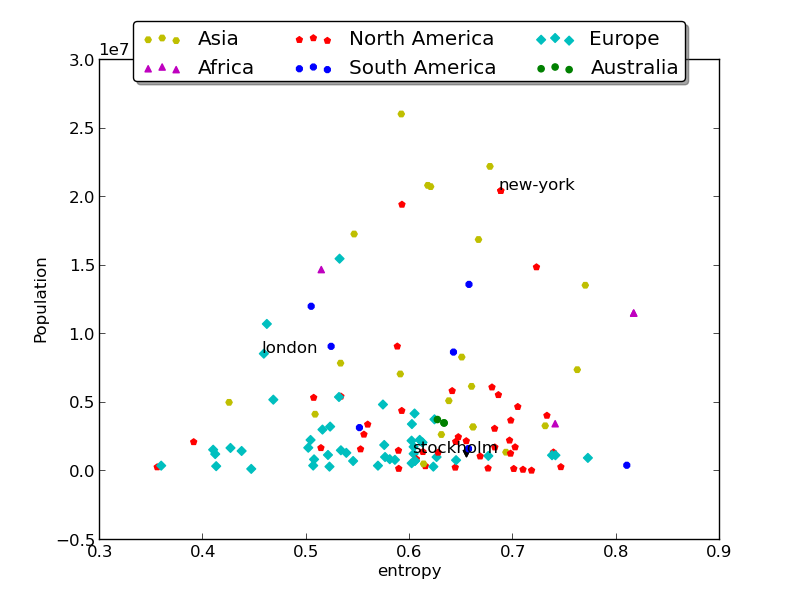 Asia North America Europe
Africa South America Australia
1e7
3.0
2.5
2.0
1.5
1.0
0.5
0.0
−0.5
new-york
london
stockholm
Population
0.3 0.4 0.5 0.6 0.7 0.8 0.9
entropy